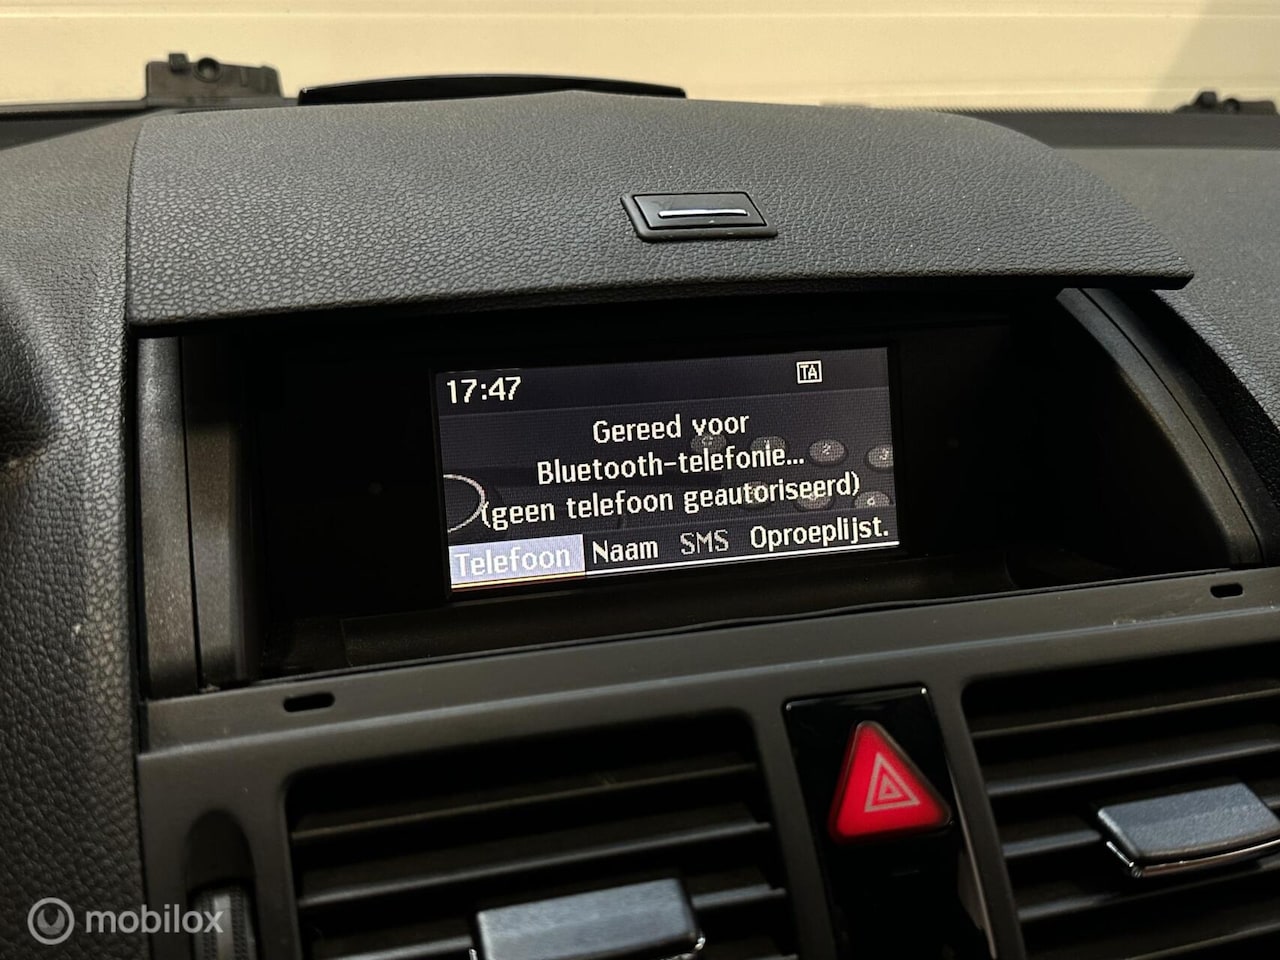 17:47 TA
Gereed voor
Bluetooth-telefonie...
(geen telefoon geautoriseerd)
Telefoon Naam SMS Oproeplijst.
mobilox